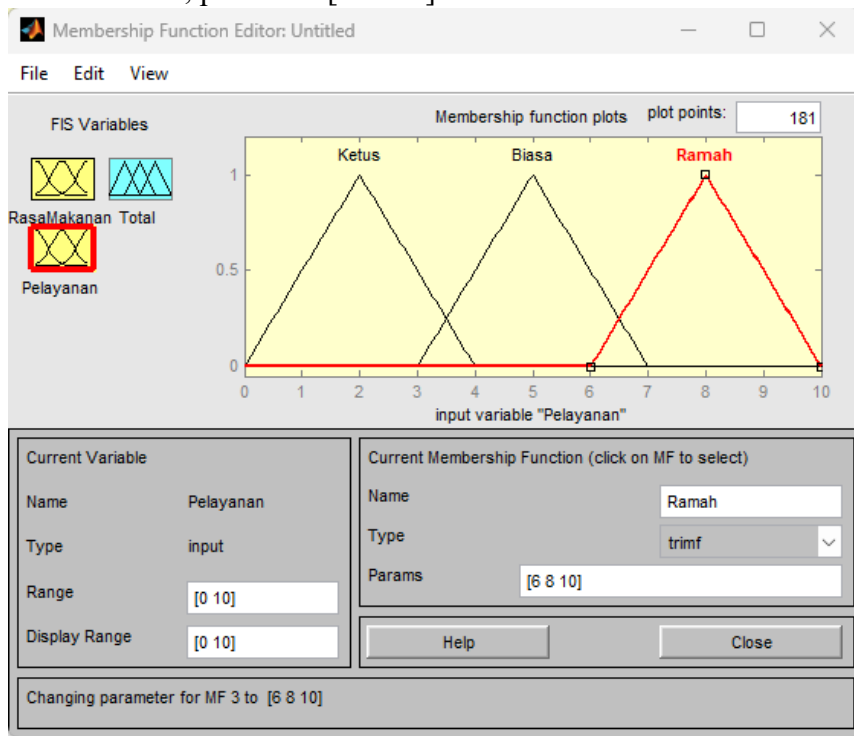 Membership Function Editor: Untitled
File Edit View
FIS Variables
RasaMakanan Total
Pelayanan
Membership function plots plot points: 181
Ketus Biasa Ramah
1
0.5
0
0 1 2 3 4 5 6 7 8 9 10
input variable "Pelayanan"
Current Variable
Name Pelayanan
Type input
Range [0 10]
Display Range [0 10]
Current Membership Function (click on MF to select)
Name Ramah
Type trimf
Params [6 8 10]
Help Close
Changing parameter for MF 3 to [6 8 10]